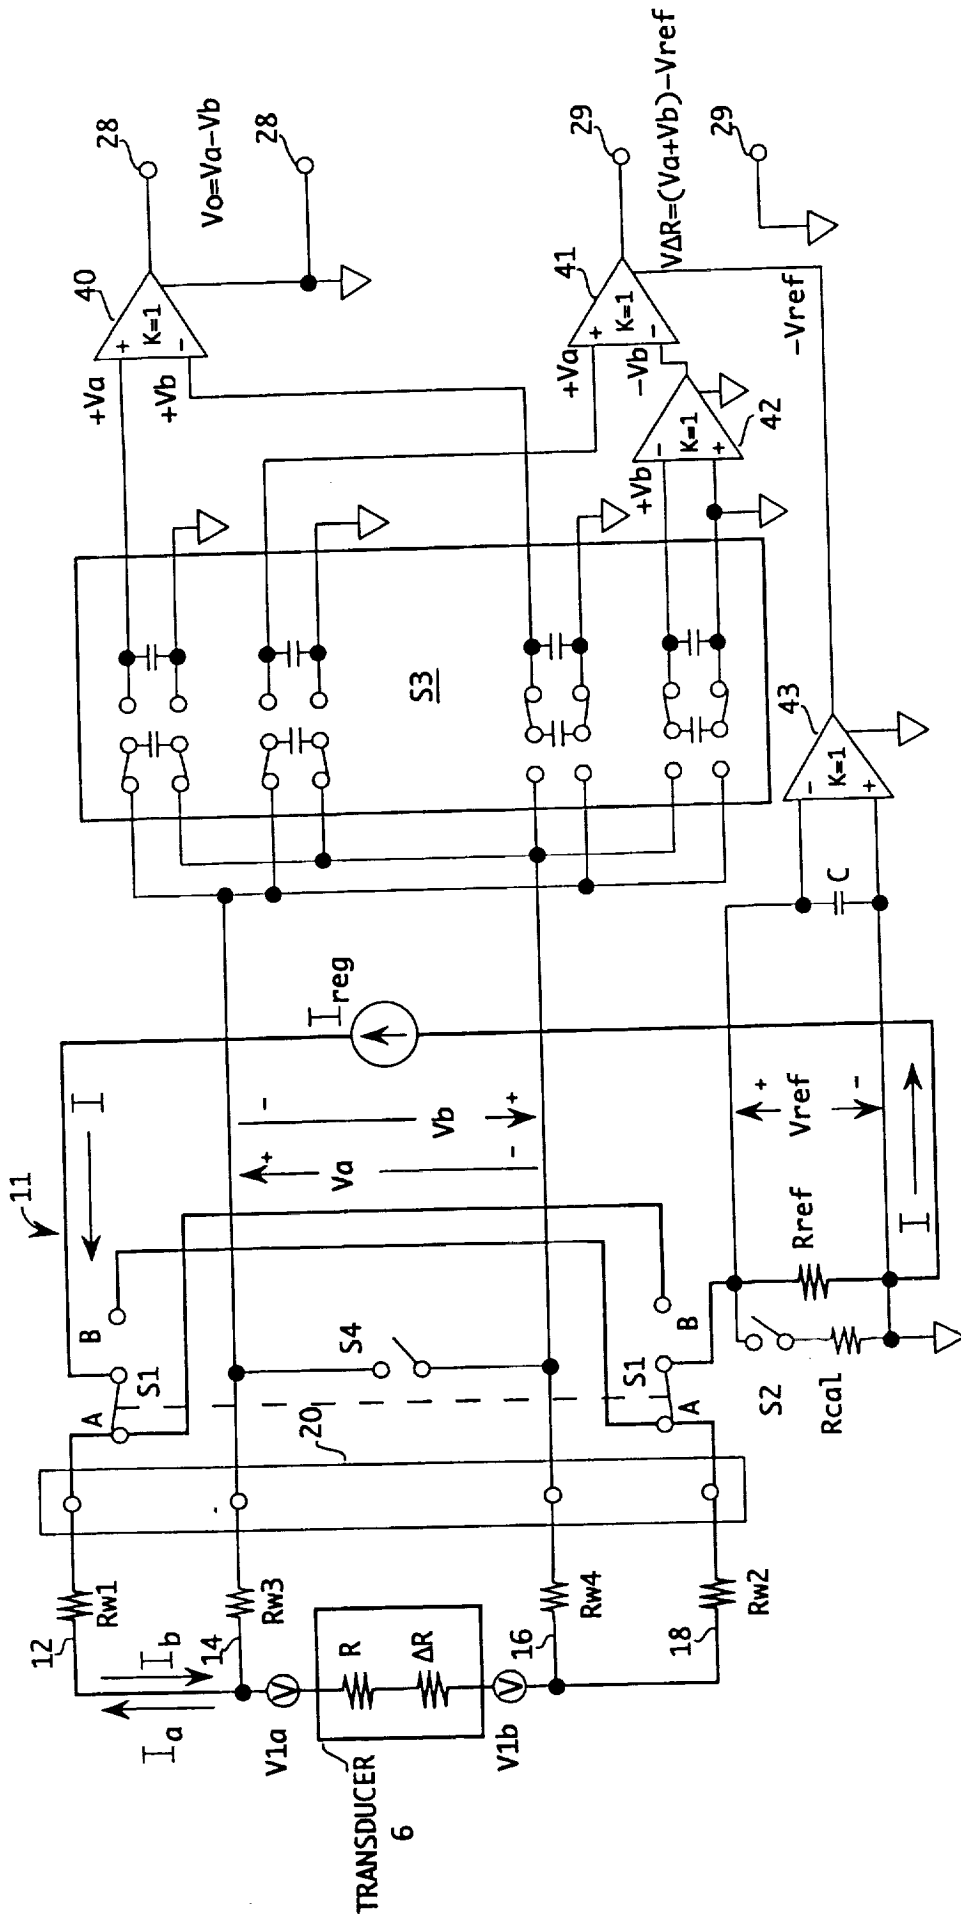 11
I
Ireg
Ia
Ib
12
Rw1
14
Rw3
V1a
TRANSDUCER
6
R
ΔR
V1b
16
Rw4
18
Rw2
20
A
B
S1
S4
S1
A
B
S2
Rcal
Rref
I
+
Va
-
-
Vb
+
+
Vref
-
C
S3
+Va
+Vb
+
-
K=1
40
28
Vo=Va-Vb
28
+Va
-Vb
+
-
K=1
41
29
VΔR=(Va+Vb)-Vref
29
+Vb
-
+
K=1
42
-
+
K=1
43
-Vref